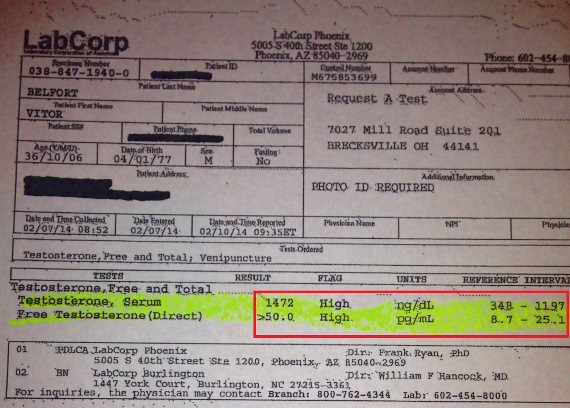 LabCorp
Laboratory Corporation of America
LabCorp Phoenix
5005 S 40th Street Ste 1200
Phoenix, AZ 85040-2969
Phone: 602-454-80
Specimen Number
Patient ID
Control Number
Account Number
Account Phone Number
038-847-1940-0
M675853699
Patient Last Name
Account Address
BELFORT
Request A Test
Patient First Name
Patient Middle Name
VITOR
Patient SS#
Patient Phone
Total Volume
7027 Mill Road Suite 201
BRECKSVILLE OH 44141
Age (Y/M/D)
Date of Birth
Sex
Fasting
36/10/06
04/01/77
M
No
Patient Address
Additional Information
PHOTO ID REQUIRED
Date and Time Collected
Date Entered
Date and Time Reported
Physician Name
NPI
Physicia
02/07/14 08:52
02/07/14
02/10/14 09:35ET
Tests Ordered
Testosterone,Free and Total; Venipuncture
TESTS RESULT FLAG UNITS REFERENCE INTERVA
Testosterone,Free and Total
Testosterone, Serum 1472 High ng/dL 348 - 1197
Free Testosterone(Direct) >50.0 High pg/mL 8.7 - 25.1
01 PDLCA LabCorp Phoenix Dir: Frank Ryan, PhD
5005 S 40th Street Ste 1200, Phoenix, AZ 85040-2969
02 BN LabCorp Burlington Dir: William F Hancock, MD
1447 York Court, Burlington, NC 27215-3361
For inquiries, the physician may contact Branch: 800-762-4344 Lab: 602-454-8000